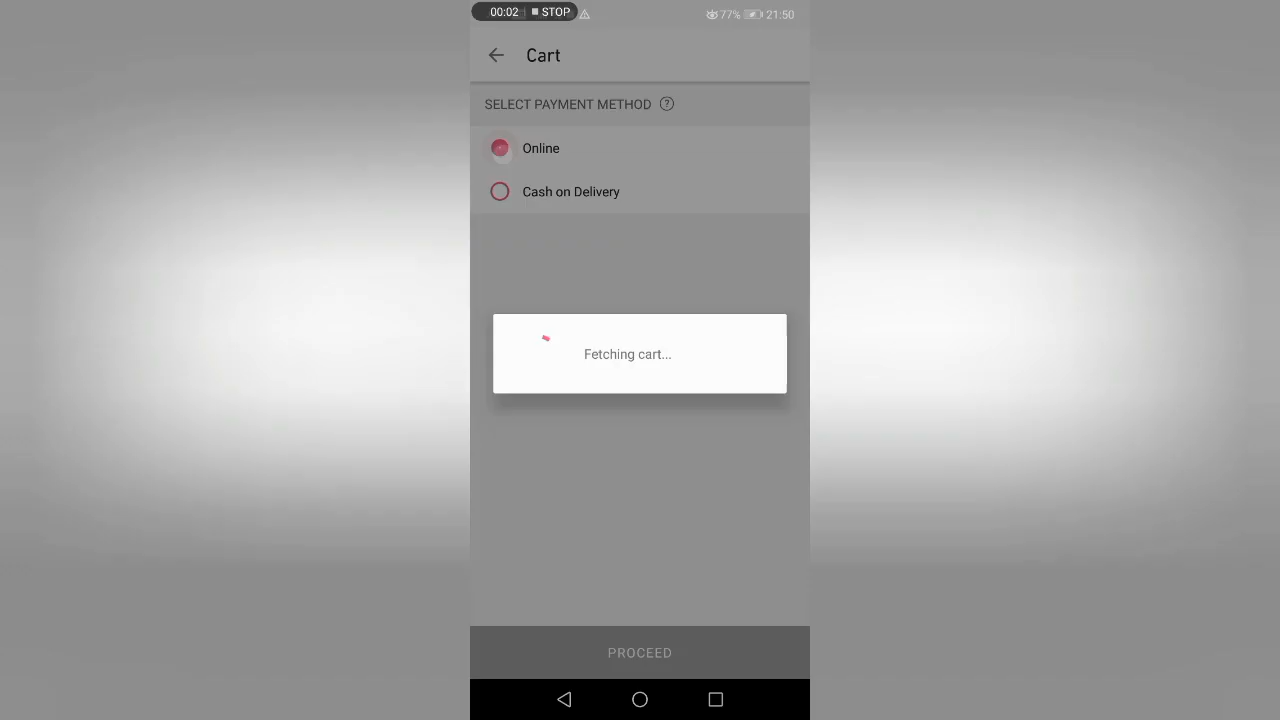 00:02 STOP
77% 21:50
Cart
SELECT PAYMENT METHOD ?
Online
Cash on Delivery
Fetching cart...
PROCEED